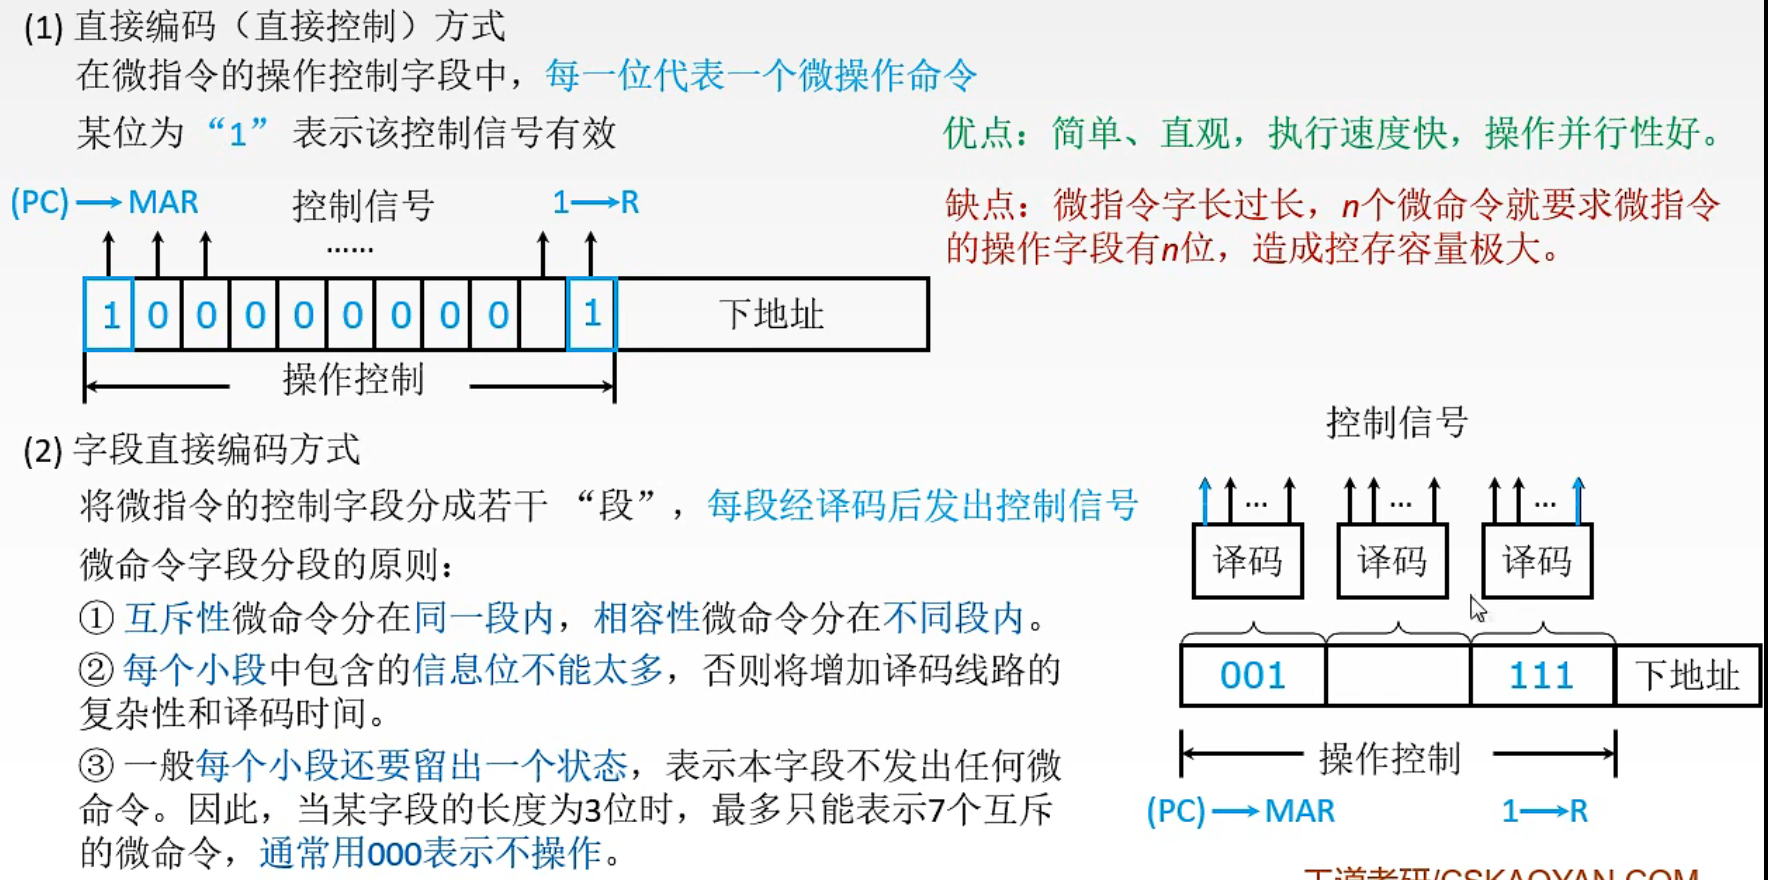 (1) 直接编码（直接控制）方式
在微指令的操作控制字段中，每一位代表一个微操作命令
某位为“1”表示该控制信号有效
优点：简单、直观，执行速度快，操作并行性好。
缺点：微指令字长过长，n个微命令就要求微指令
的操作字段有n位，造成控存容量极大。
(PC) → MAR 控制信号 1 → R
……
1 0 0 0 0 0 0 0 0 1 下地址
操作控制
(2) 字段直接编码方式
将微指令的控制字段分成若干“段”，每段经译码后发出控制信号
微命令字段分段的原则：
① 互斥性微命令分在同一段内，相容性微命令分在不同段内。
② 每个小段中包含的信息位不能太多，否则将增加译码线路的
复杂性和译码时间。
③ 一般每个小段还要留出一个状态，表示本字段不发出任何微
命令。因此，当某字段的长度为3位时，最多只能表示7个互斥
的微命令，通常用000表示不操作。
控制信号
… … …
译码 译码 译码
001 111 下地址
操作控制
(PC) → MAR 1 → R
王道考研/CSKAOYAN.COM